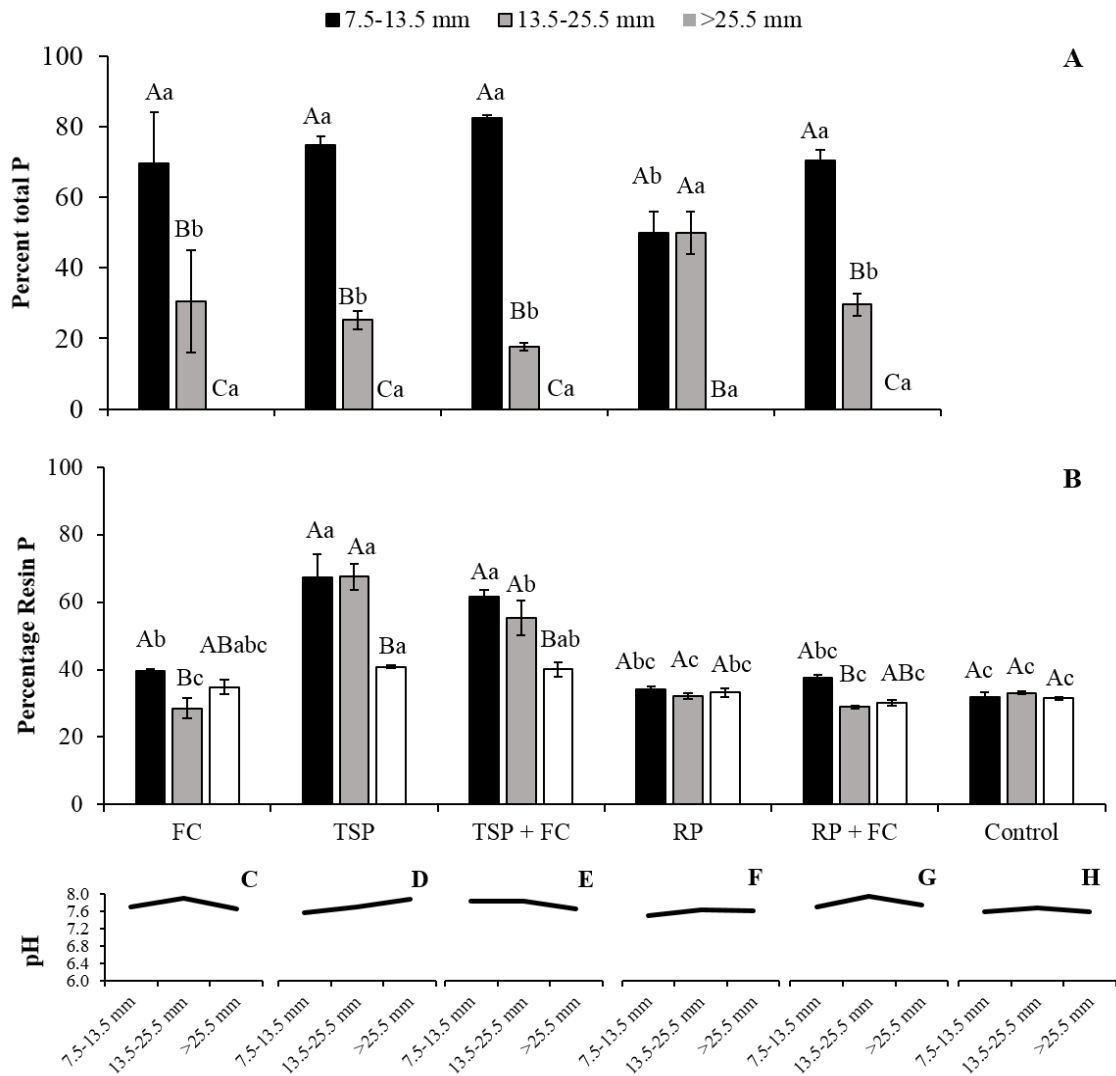 7.5-13.5 mm 13.5-25.5 mm >25.5 mm
A
Percent total P
100
80
60
40
20
0
Aa Bb Ca
Aa Bb Ca
Aa Bb Ca
Ab Aa Ba
Aa Bb Ca
B
Percentage Resin P
100
80
60
40
20
0
Ab Bc ABabc
Aa Aa Ba
Aa Ab Bab
Abc Ac Abc
Abc Bc ABc
Ac Ac Ac
FC TSP TSP + FC RP RP + FC Control
C D E F G H
pH
8.0
7.6
7.2
6.8
6.4
6.0
7.5-13.5 mm 13.5-25.5 mm >25.5 mm
7.5-13.5 mm 13.5-25.5 mm >25.5 mm
7.5-13.5 mm 13.5-25.5 mm >25.5 mm
7.5-13.5 mm 13.5-25.5 mm >25.5 mm
7.5-13.5 mm 13.5-25.5 mm >25.5 mm
7.5-13.5 mm 13.5-25.5 mm >25.5 mm